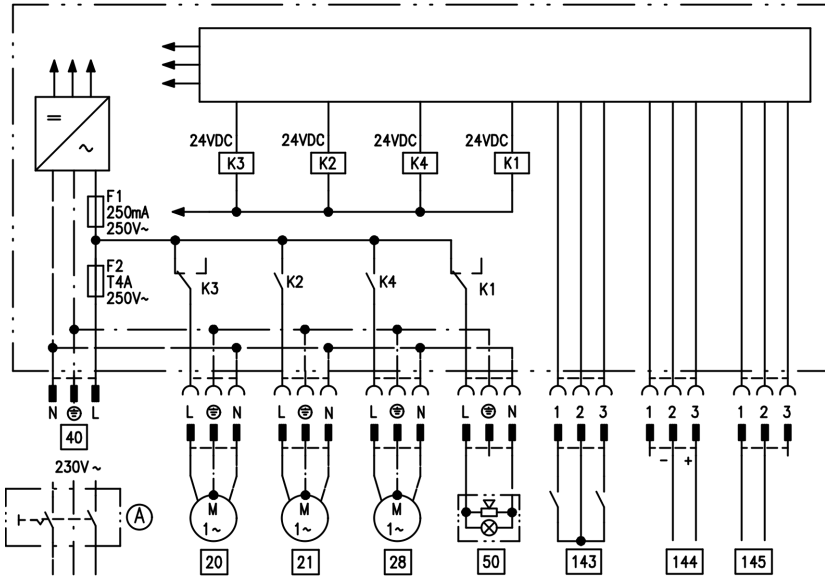 =
~
24VDC 24VDC 24VDC 24VDC
K3 K2 K4 K1
F1
250mA
250V~
F2
T4A
250V~
K3 K2 K4 K1
N L L N L N L N L N 1 2 3 1 2 3 1 2 3
40
- +
230V~
A
M M M
1~ 1~ 1~
20 21 28 50 143 144 145